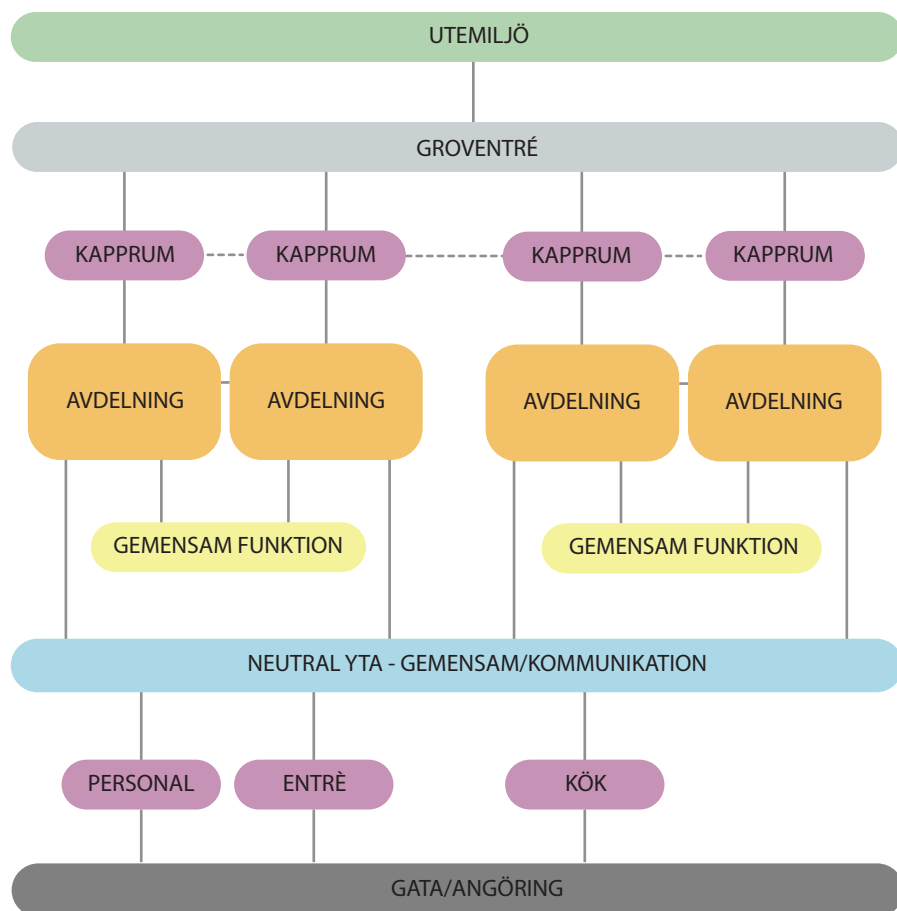 UTEMILJÖ
GROVENTRÉ
KAPPRUM
KAPPRUM
KAPPRUM
KAPPRUM
AVDELNING
AVDELNING
AVDELNING
AVDELNING
GEMENSAM FUNKTION
GEMENSAM FUNKTION
NEUTRAL YTA - GEMENSAM/KOMMUNIKATION
PERSONAL
ENTRÈ
KÖK
GATA/ANGÖRING